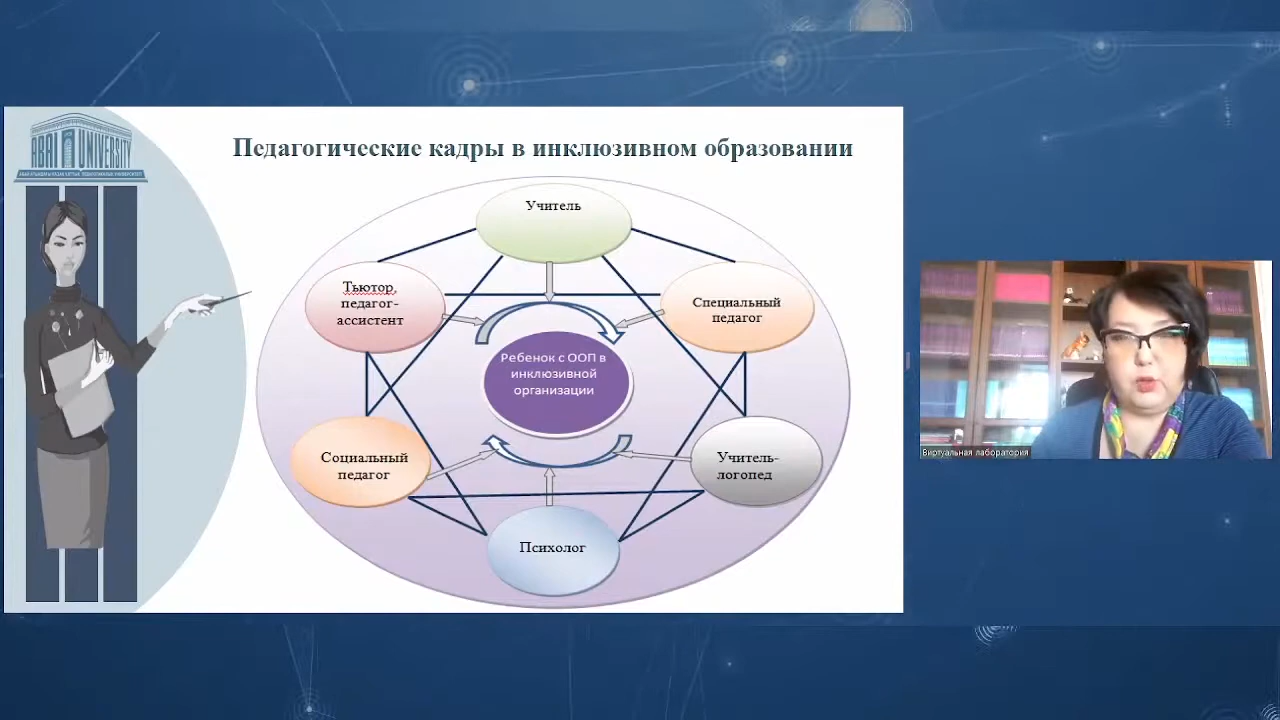 ABAI UNIVERSITY
Педагогические кадры в инклюзивном образовании
Учитель
Тьютор,
педагог-
ассистент
Специальный
педагог
Ребенок с ООП в
инклюзивной
организации
Социальный
педагог
Учитель-
логопед
Психолог
Виртуальная лаборатория